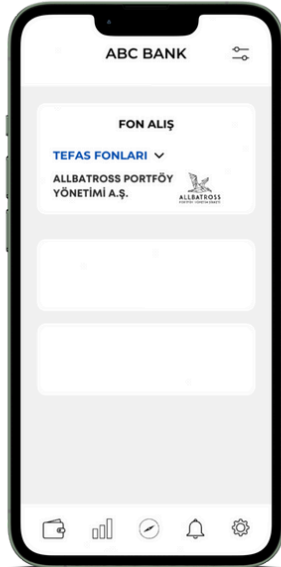 ABC BANK
FON ALIŞ
TEFAS FONLARI
ALLBATROSS PORTFÖY
YÖNETİMİ A.Ş.
ALLBATROSS